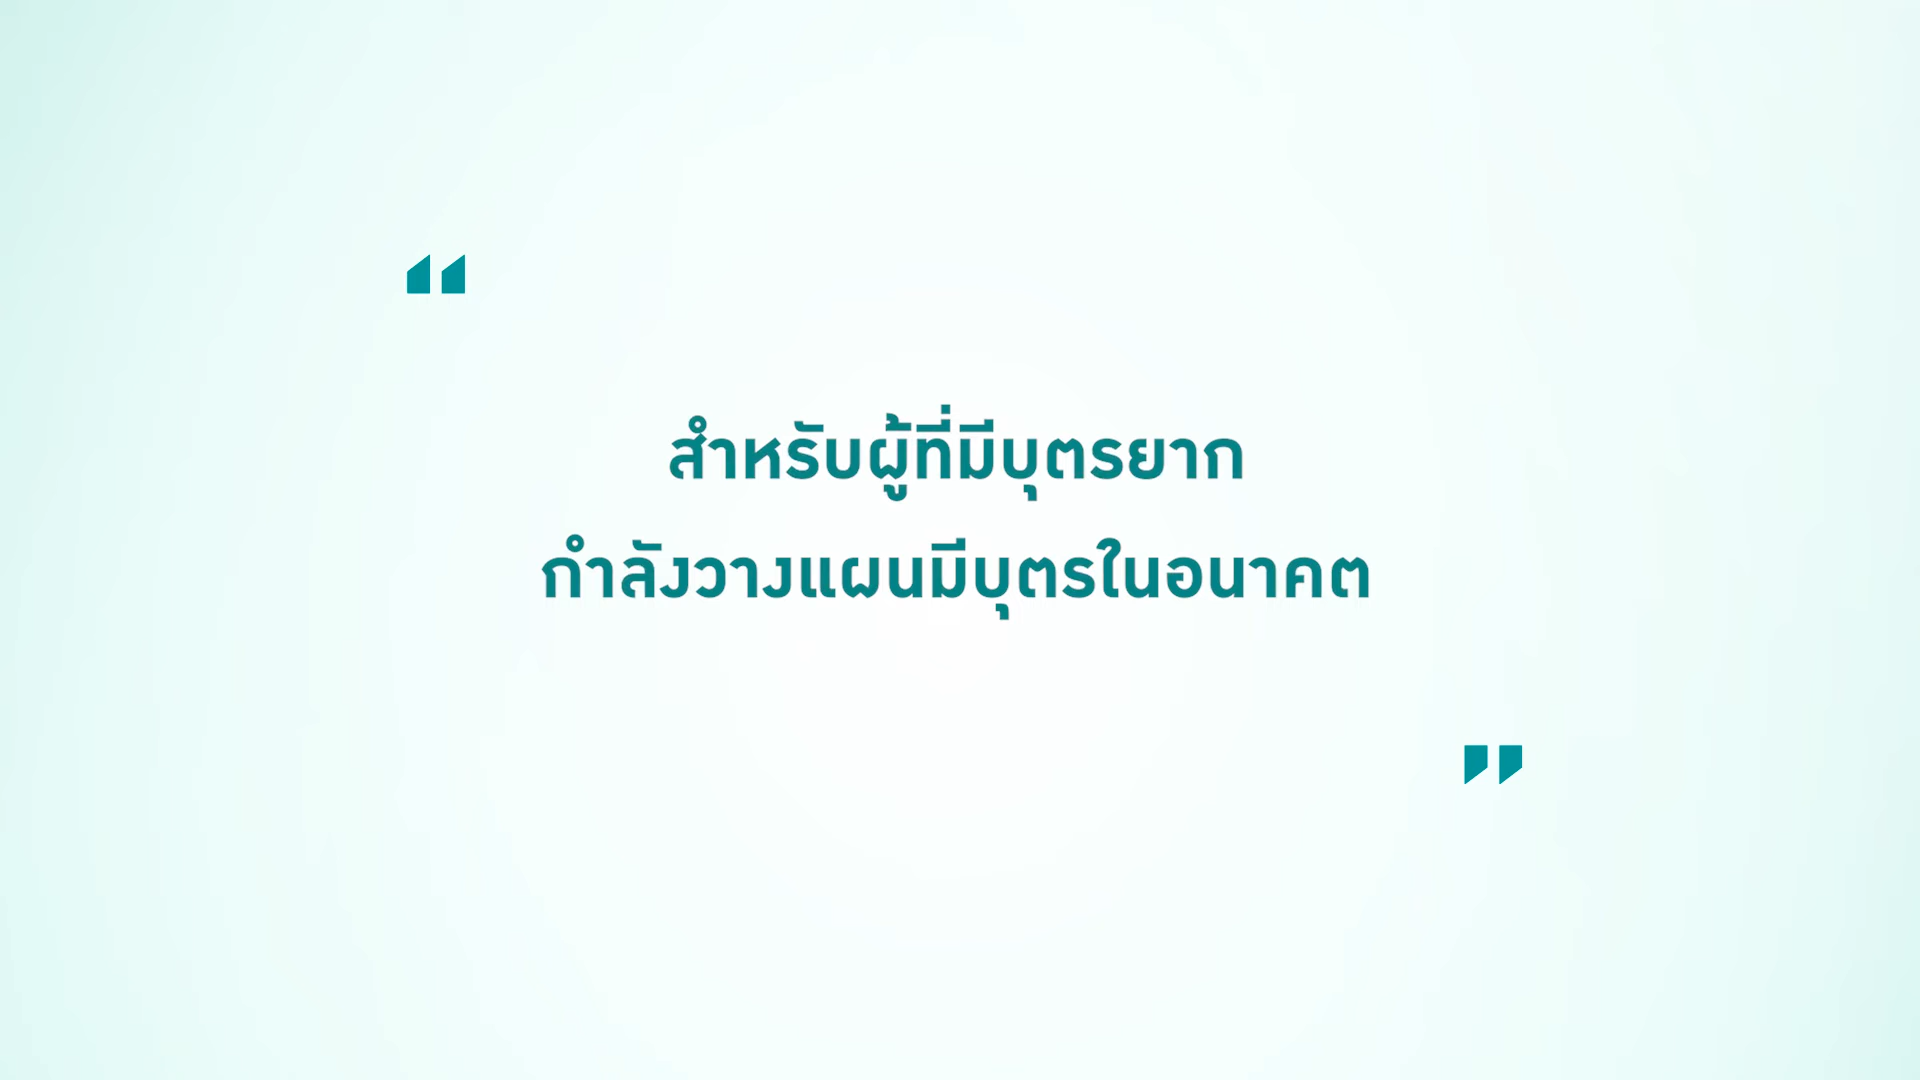 “
สำหรับผู้ที่มีบุตรยาก
กำลังวางแผนมีบุตรในอนาคต
”